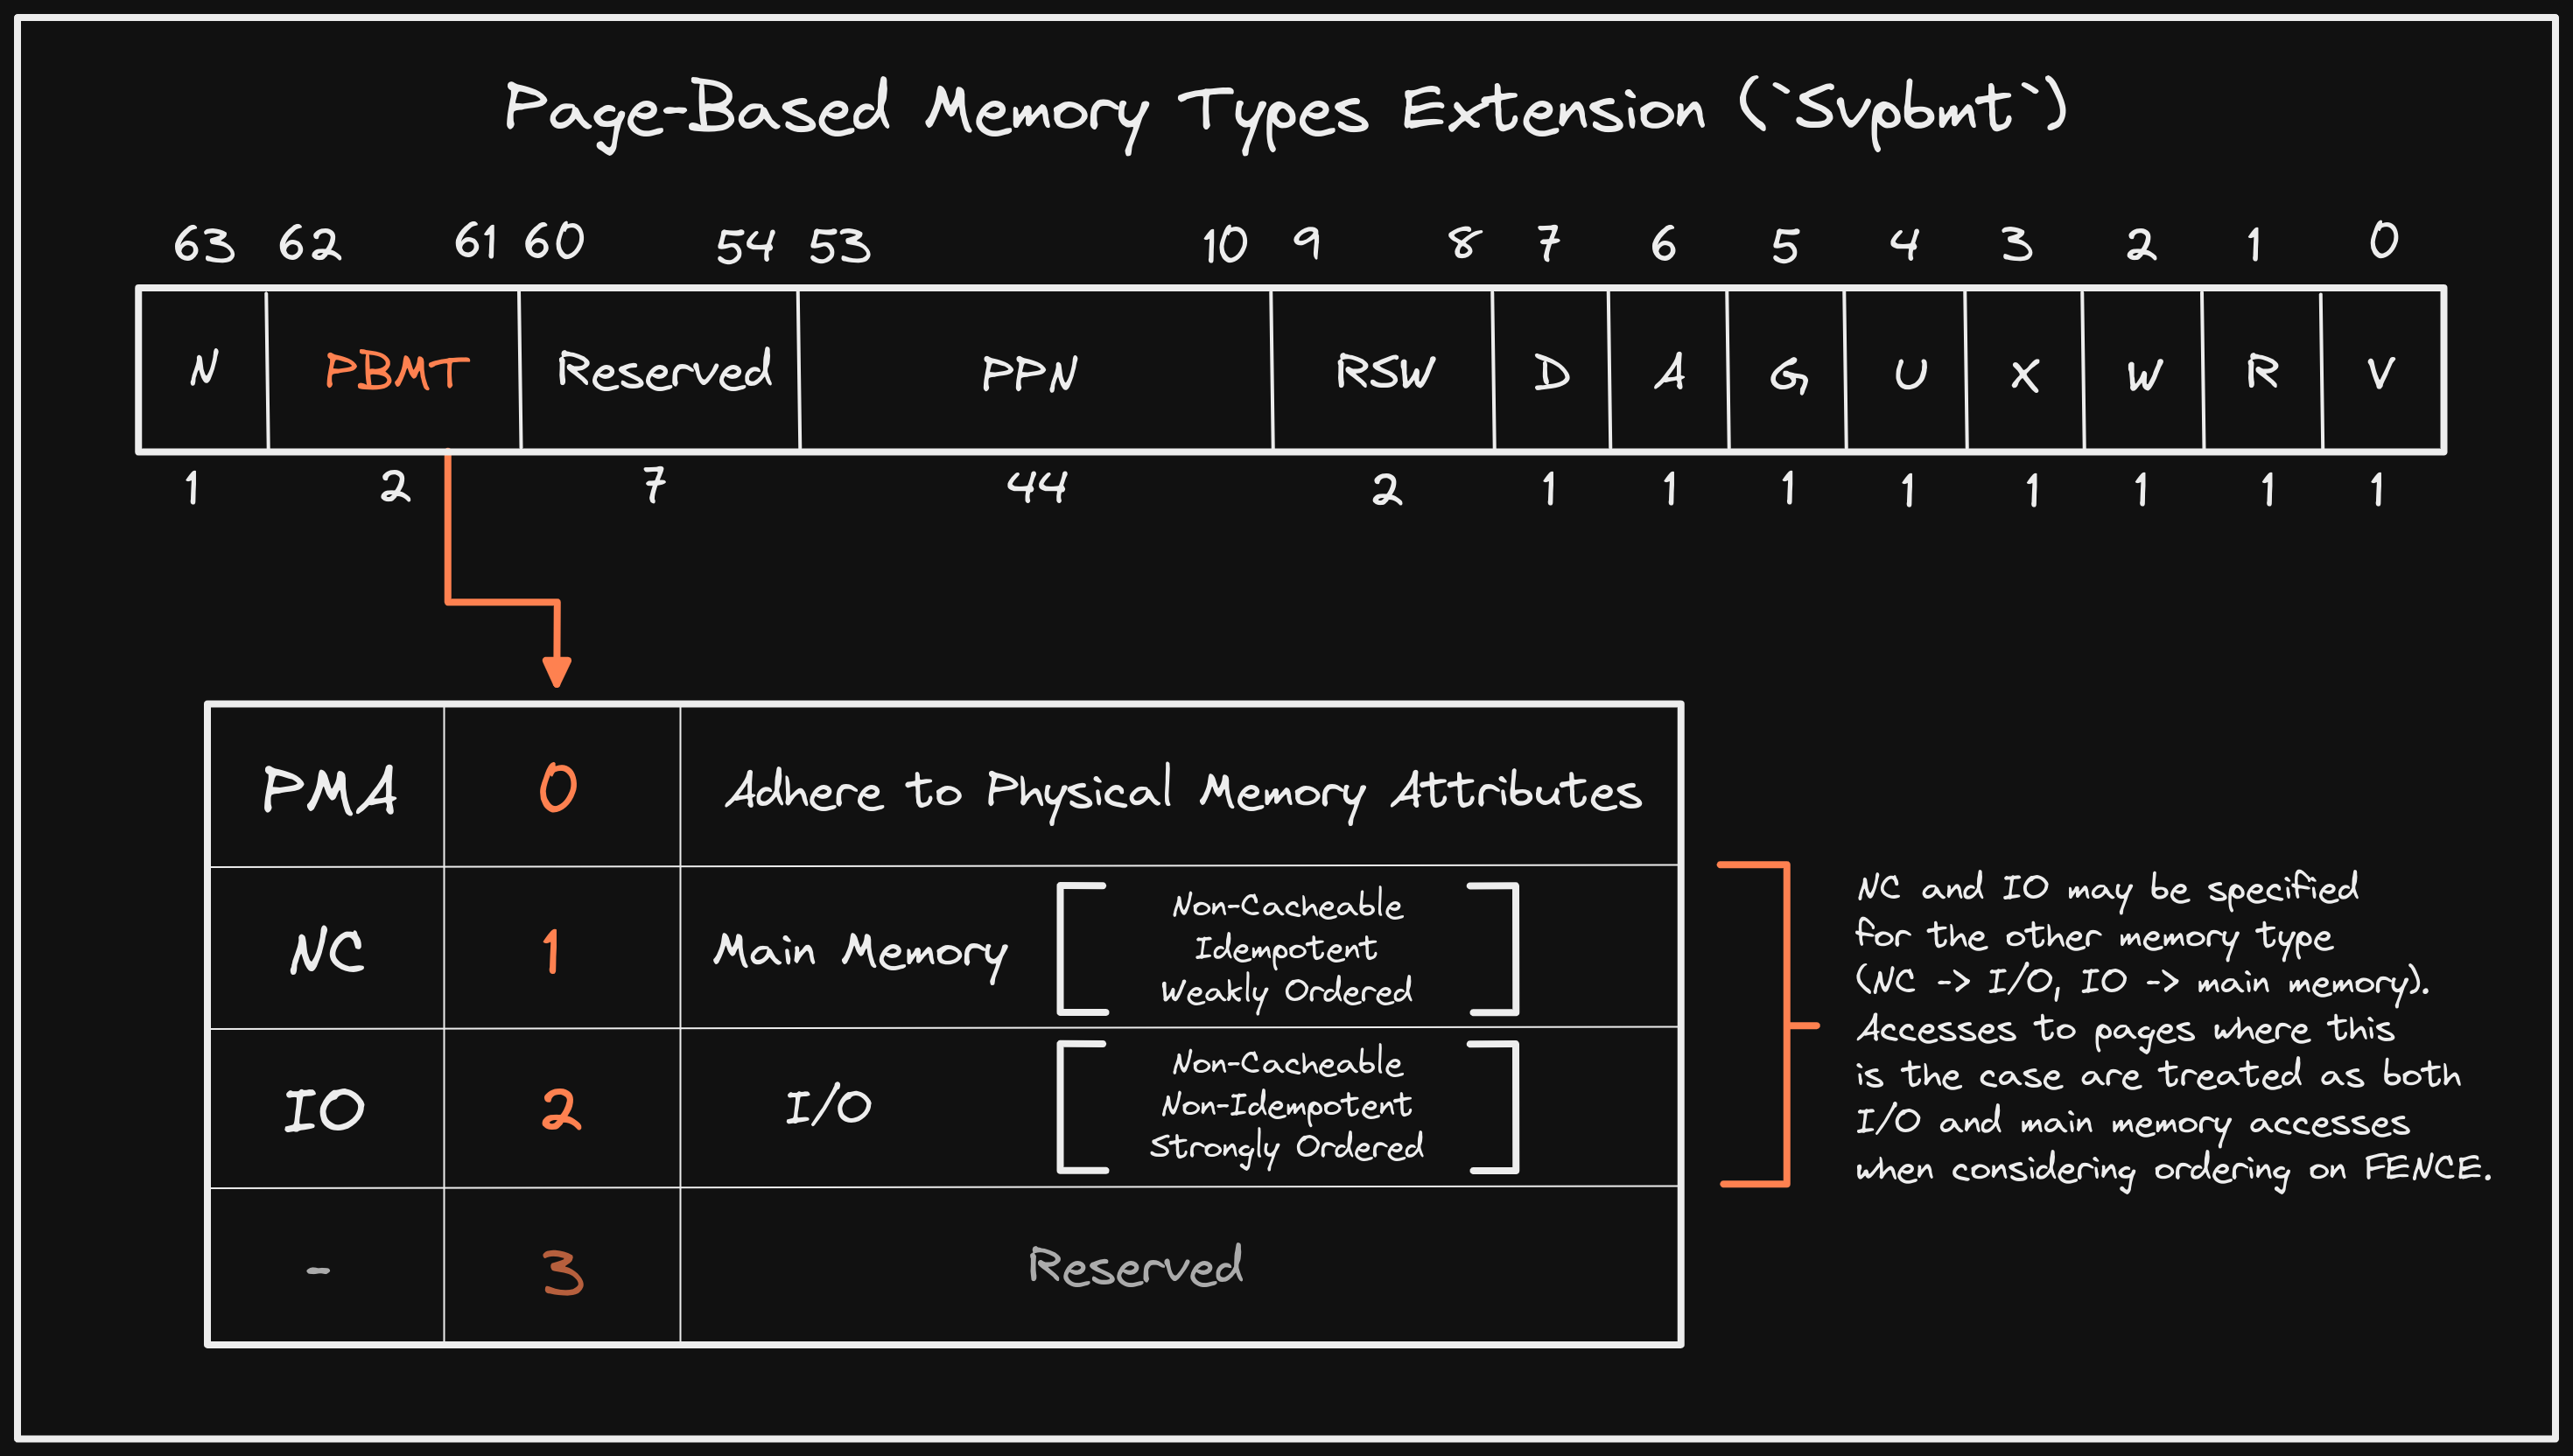 Page-Based Memory Types Extension (`Svpbmt`)
63 62 61 60 54 53 10 9 8 7 6 5 4 3 2 1 0
N PBMT Reserved PPN RSW D A G U X W R V
1 2 7 44 2 1 1 1 1 1 1 1 1
PMA 0 Adhere to Physical Memory Attributes
NC 1 Main Memory
Non-Cacheable
Idempotent
Weakly Ordered
IO 2 I/O
Non-Cacheable
Non-Idempotent
Strongly Ordered
- 3 Reserved
NC and IO may be specified
for the other memory type
(NC -> I/O, IO -> main memory).
Accesses to pages where this
is the case are treated as both
I/O and main memory accesses
when considering ordering on FENCE.